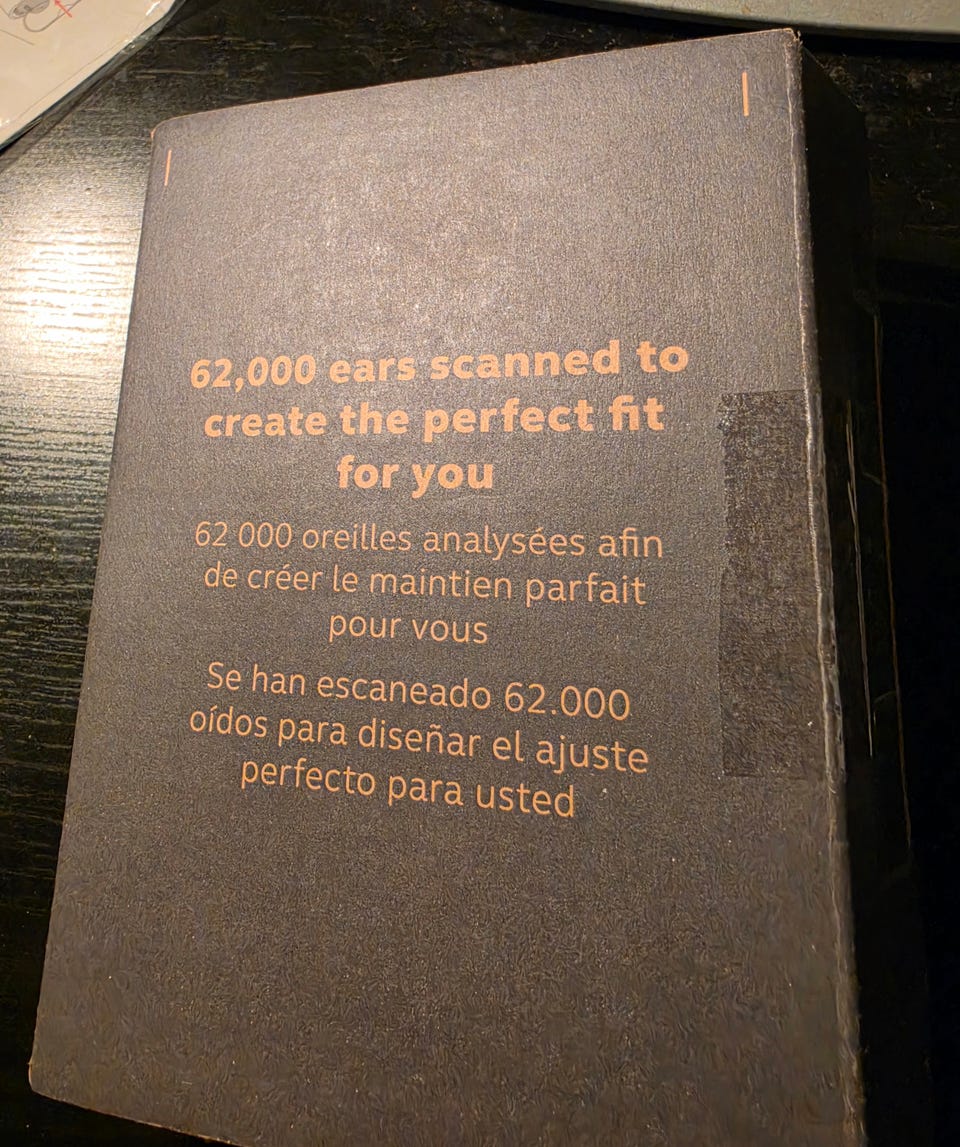 62,000 ears scanned to
create the perfect fit
for you
62 000 oreilles analysées afin
de créer le maintien parfait
pour vous
Se han escaneado 62.000
oídos para diseñar el ajuste
perfecto para usted